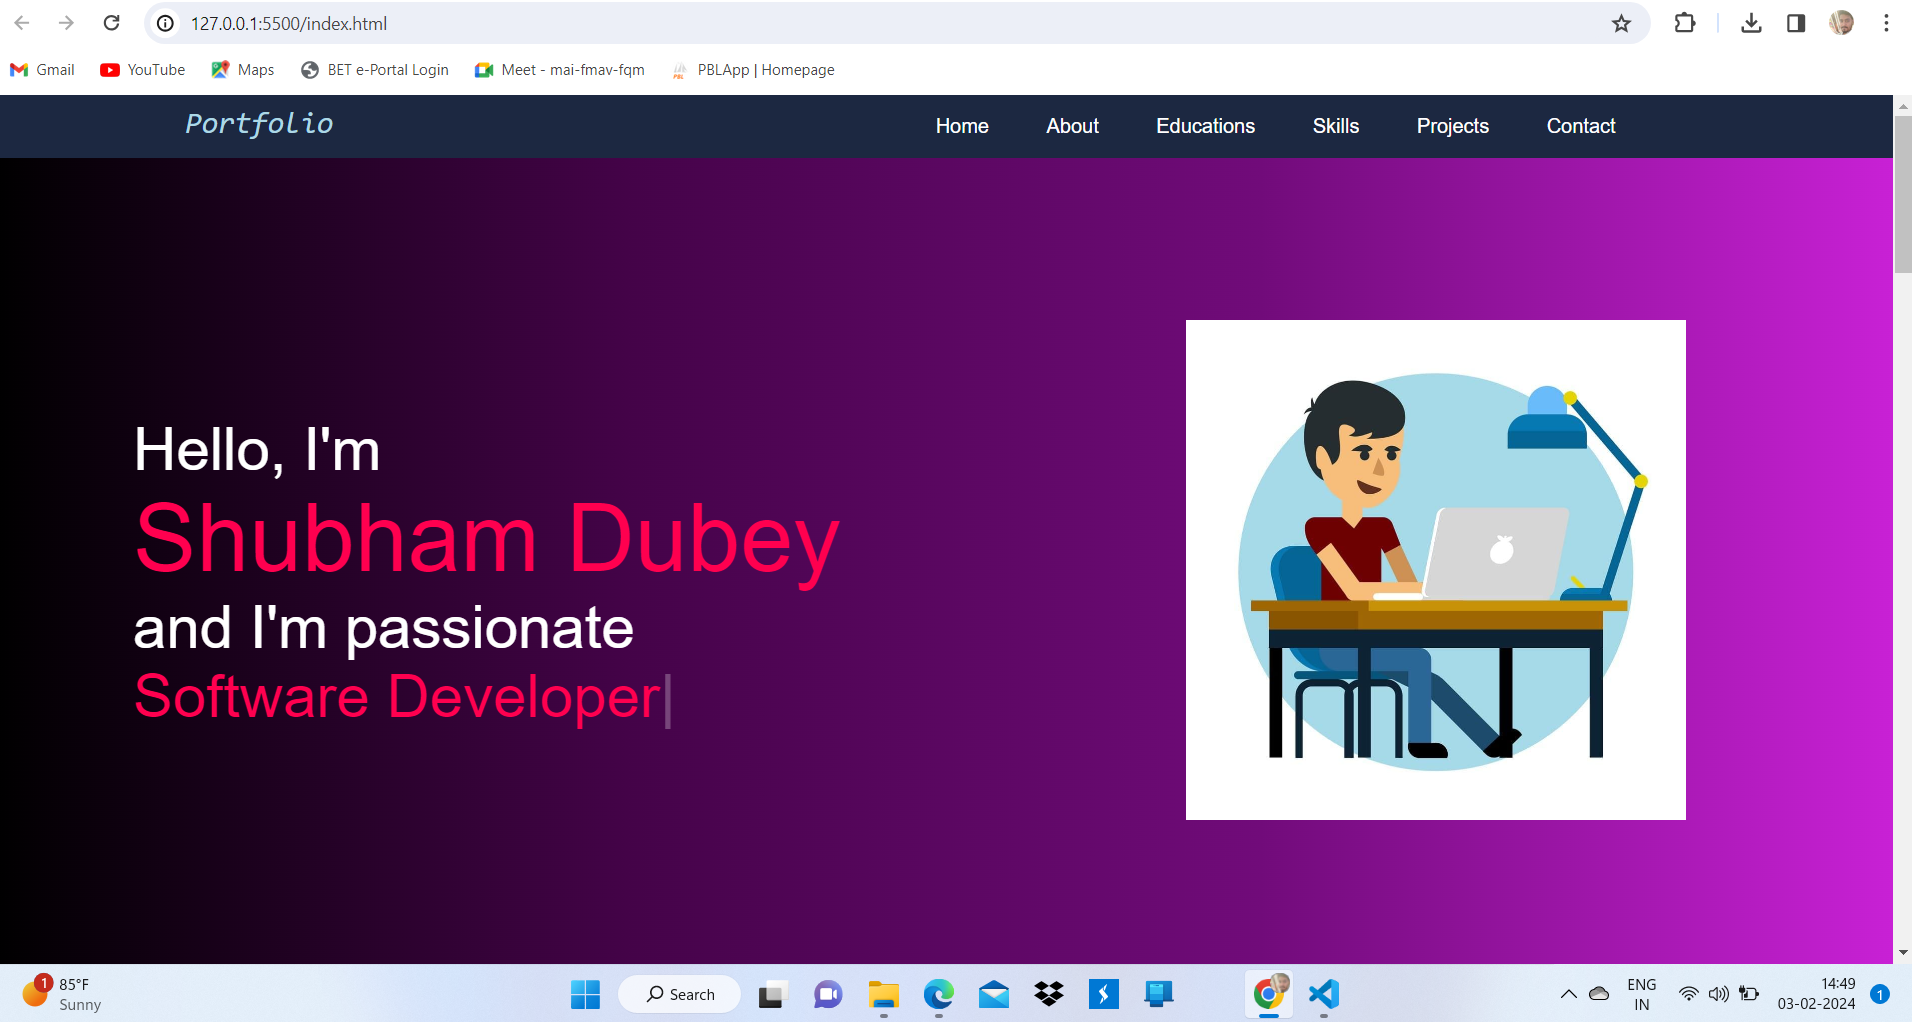 127.0.0.1:5500/index.html
Gmail YouTube Maps BET e-Portal Login Meet - mai-fmav-fqm PBLApp | Homepage
Portfolio Home About Educations Skills Projects Contact
Hello, I'm
Shubham Dubey
and I'm passionate
Software Developer|
1 85°F
Sunny
Search
ENG
IN
14:49
03-02-2024
1